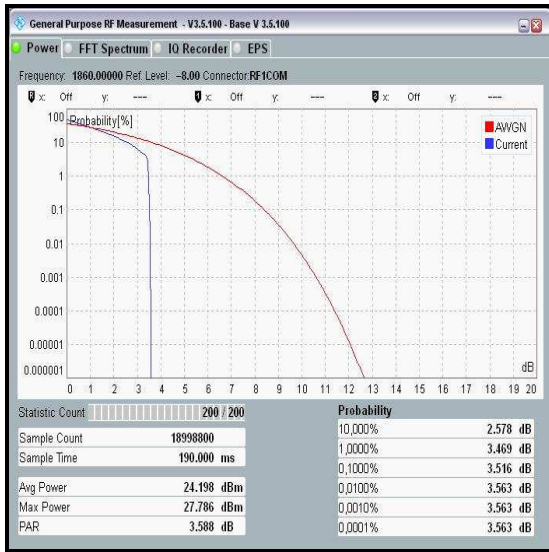 General Purpose RF Measurement - V3.5.100 - Base V 3.5.100
Power FFT Spectrum IQ Recorder EPS
Frequency: 1860.00000 Ref. Level: -8.00 Connector:RF1COM
x: Off y: --- x: Off y: --- x: Off y: ---
Probability[%]
AWGN
Current
100
10
1
0.1
0.01
0.001
0.0001
0.00001
0.000001
dB
0 1 2 3 4 5 6 7 8 9 10 11 12 13 14 15 16 17 18 19 20
Statistic Count 200 / 200
Sample Count 18998800
Sample Time 190.000 ms
Avg Power 24.198 dBm
Max Power 27.786 dBm
PAR 3.588 dB
Probability
10,000% 2.578 dB
1,0000% 3.469 dB
0,1000% 3.516 dB
0,0100% 3.563 dB
0,0010% 3.563 dB
0,0001% 3.563 dB